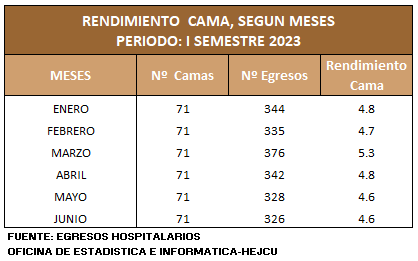 RENDIMIENTO CAMA, SEGUN MESES
PERIODO: I SEMESTRE 2023
MESES Nº Camas Nº Egresos Rendimiento Cama
ENERO 71 344 4.8
FEBRERO 71 335 4.7
MARZO 71 376 5.3
ABRIL 71 342 4.8
MAYO 71 328 4.6
JUNIO 71 326 4.6
FUENTE: EGRESOS HOSPITALARIOS
OFICINA DE ESTADISTICA E INFORMATICA-HEJCU